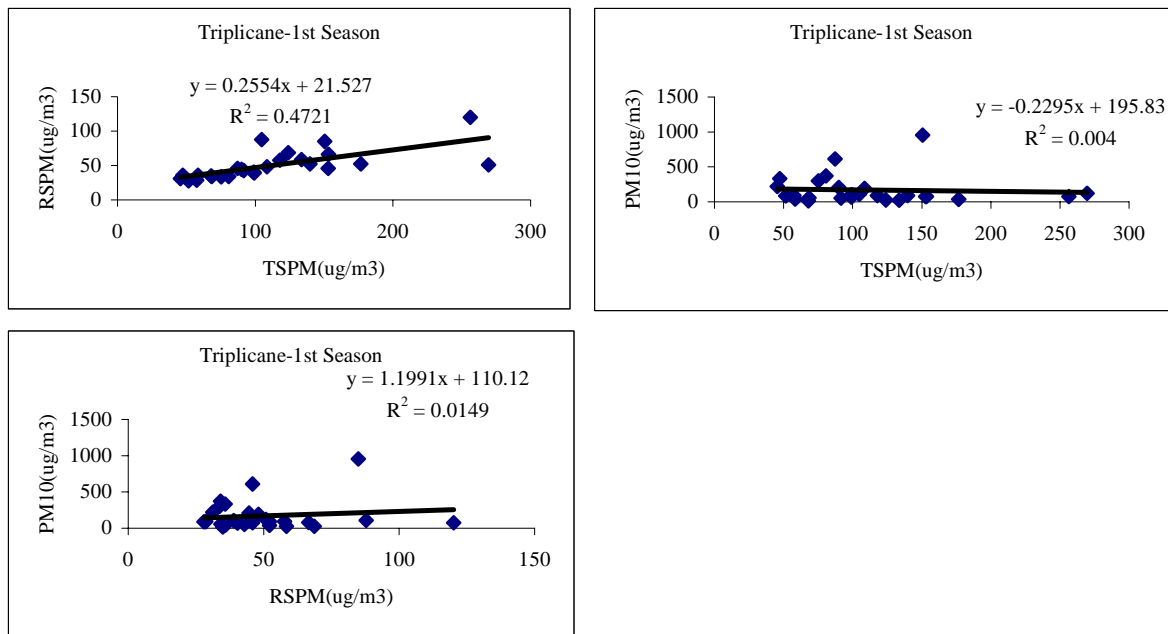 Triplicane-1st Season
y = 0.2554x + 21.527
R² = 0.4721
150
100
50
0
0 100 200 300
RSPM(ug/m3)
TSPM(ug/m3)
Triplicane-1st Season
y = -0.2295x + 195.83
R² = 0.004
1500
1000
500
0
0 50 100 150 200 250 300
PM10(ug/m3)
TSPM(ug/m3)
Triplicane-1st Season
y = 1.1991x + 110.12
R² = 0.0149
1500
1000
500
0
0 50 100 150
PM10(ug/m3)
RSPM(ug/m3)